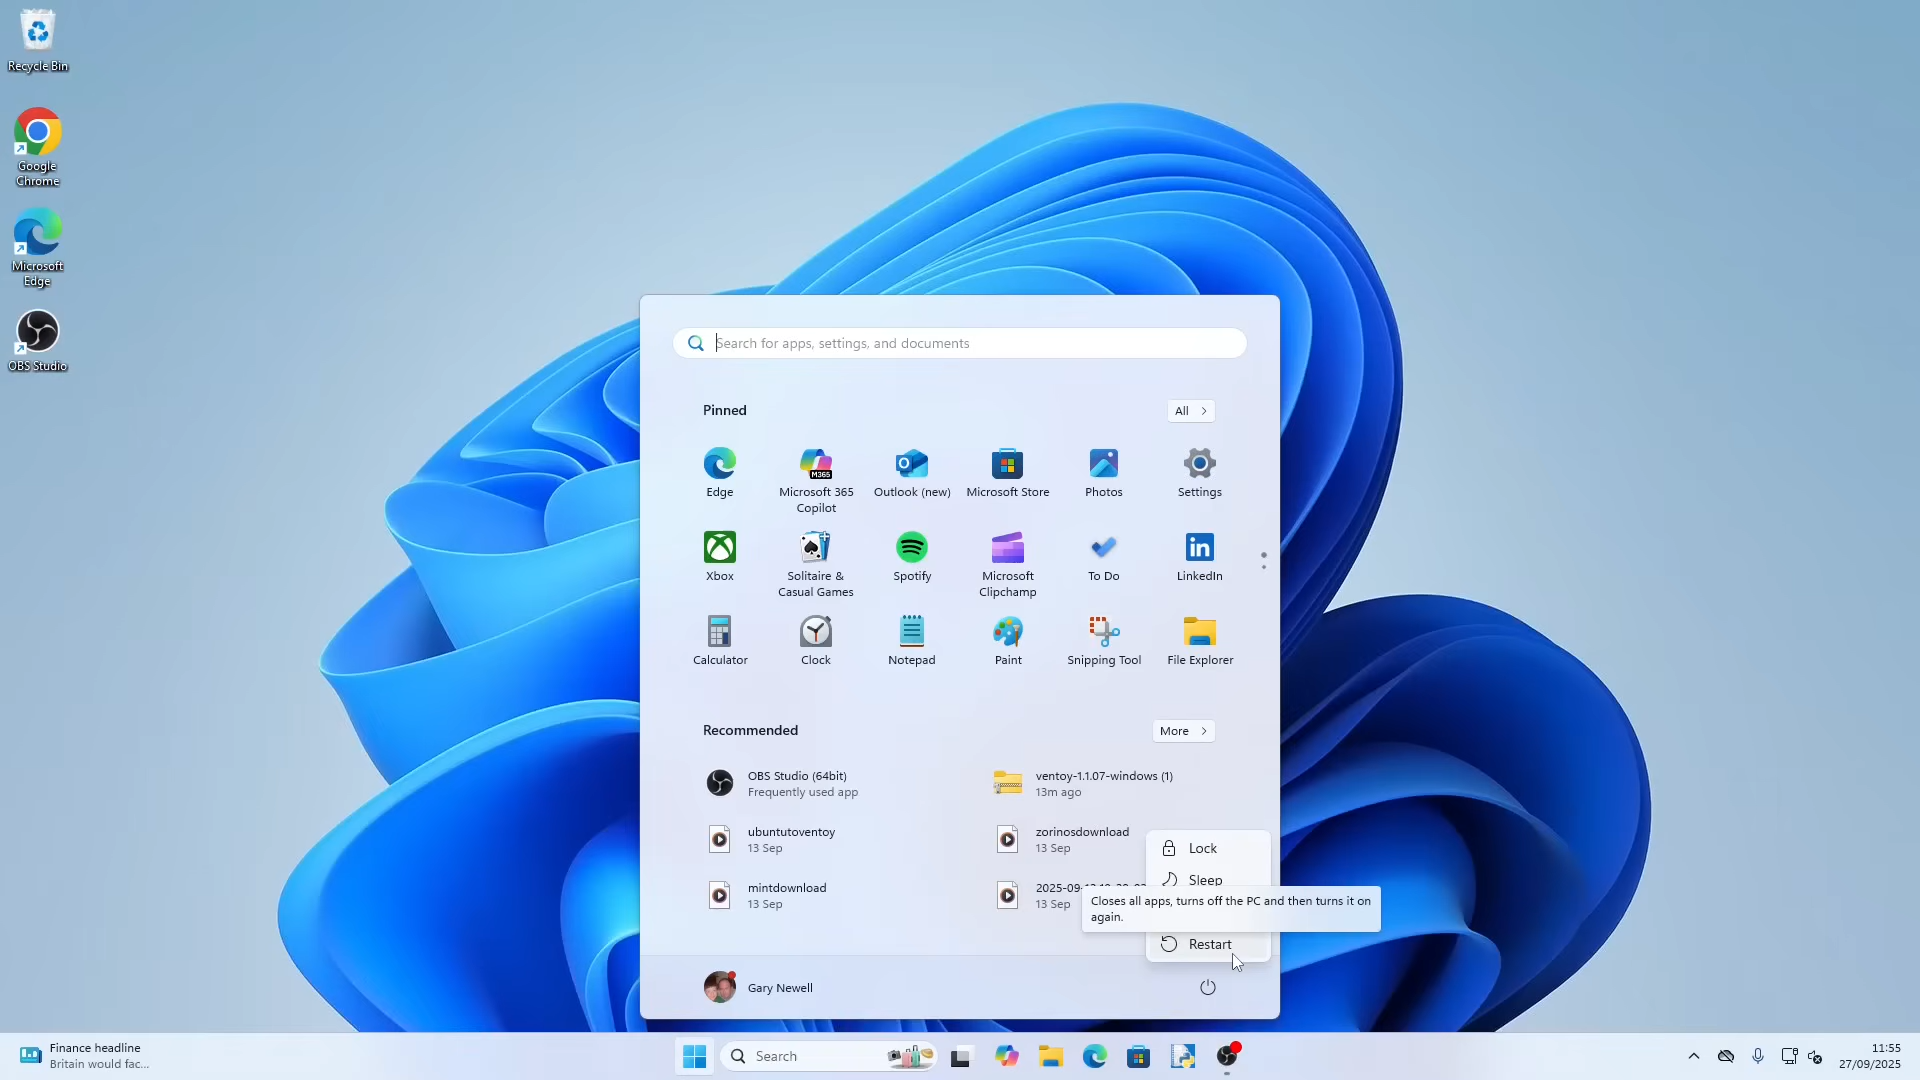 Recycle Bin
Google
Chrome
Microsoft
Edge
OBS Studio
Search for apps, settings, and documents
Pinned
All
Edge
Microsoft 365
Copilot
M365
Outlook (new)
Microsoft Store
Photos
Settings
Xbox
Solitaire &
Casual Games
Spotify
Microsoft
Clipchamp
To Do
LinkedIn
Calculator
Clock
Notepad
Paint
Snipping Tool
File Explorer
Recommended
More
OBS Studio (64bit)
Frequently used app
ventoy-1.1.07-windows (1)
13m ago
ubuntutoventoy
13 Sep
zorinosdownload
13 Sep
mintdownload
13 Sep
2025-09-
13 Sep
Lock
Sleep
Closes all apps, turns off the PC and then turns it on
again.
Restart
Gary Newell
Finance headline
Britain would fac...
Search
11:55
27/09/2025